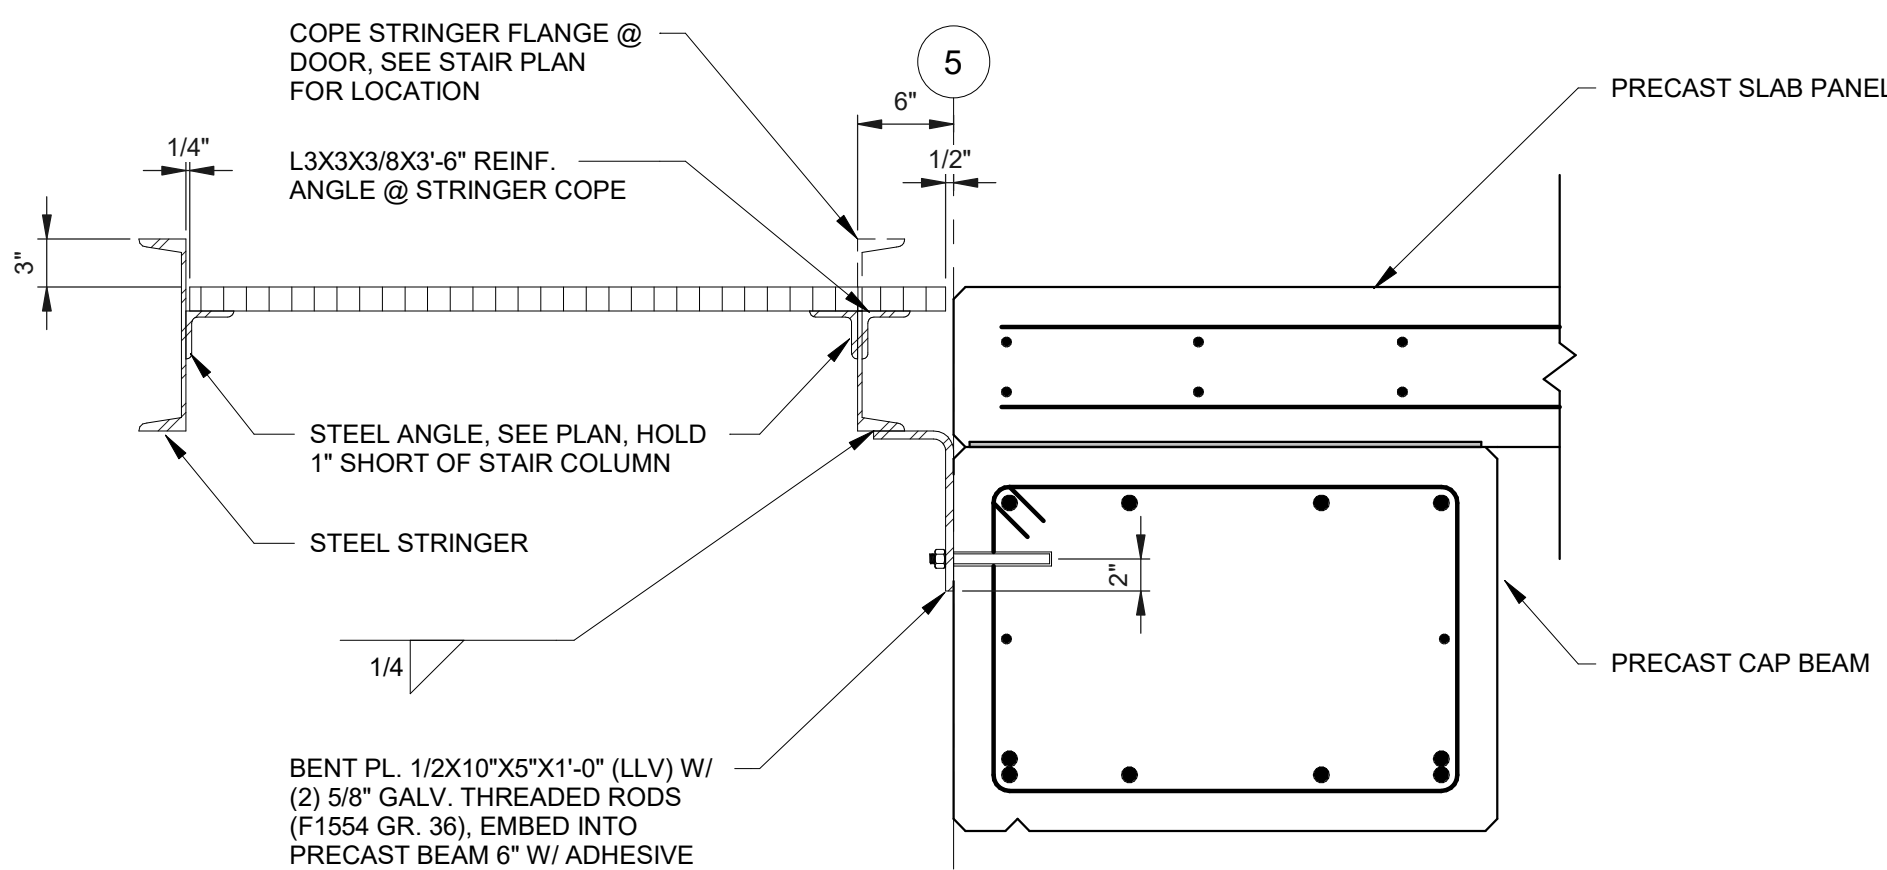 COPE STRINGER FLANGE @
DOOR, SEE STAIR PLAN
FOR LOCATION
5
6"
PRECAST SLAB PANEL
1/4"
L3X3X3/8X3'-6" REINF.
ANGLE @ STRINGER COPE
1/2"
3"
STEEL ANGLE, SEE PLAN, HOLD
1" SHORT OF STAIR COLUMN
STEEL STRINGER
2"
1/4
PRECAST CAP BEAM
BENT PL. 1/2X10"X5"X1'-0" (LLV) W/
(2) 5/8" GALV. THREADED RODS
(F1554 GR. 36), EMBED INTO
PRECAST BEAM 6" W/ ADHESIVE